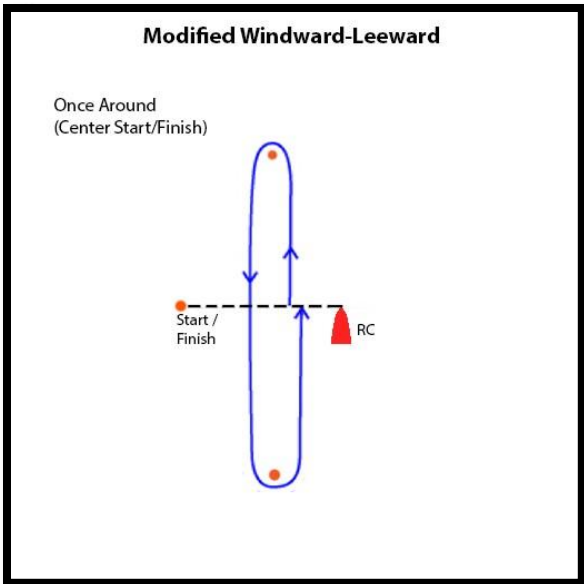 Modified Windward-Leeward
Once Around
(Center Start/Finish)
Start /
Finish
RC